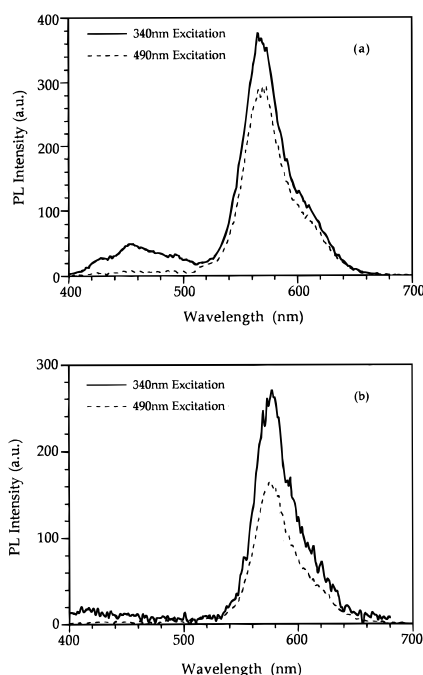 340nm Excitation
490nm Excitation
(a)
400
300
200
100
0
PL Intensity (a.u.)
400
500
600
700
Wavelength (nm)
340nm Excitation
490nm Excitation
(b)
300
200
100
0
PL Intensity (a.u.)
400
500
600
700
Wavelength (nm)